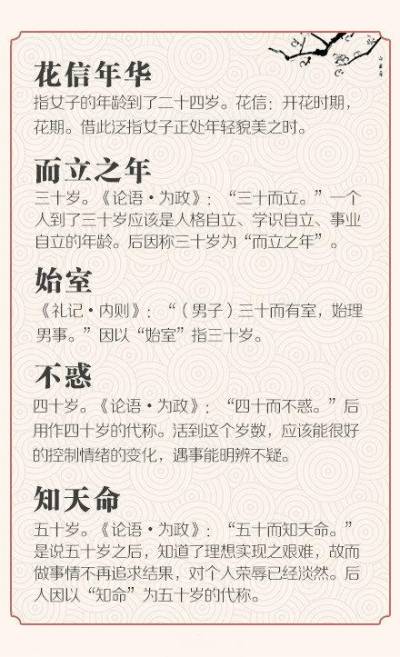 花信年华
指女子的年龄到了二十四岁。花信：开花时期，
花期。借此泛指女子正处年轻貌美之时。
而立之年
三十岁。《论语·为政》：“三十而立。”一个
人到了三十岁应该是人格自立、学识自立、事业
自立的年龄。后因称三十岁为“而立之年”。
始室
《礼记·内则》：“（男子）三十而有室，始理
男事。”因以“始室”指三十岁。
不惑
四十岁。《论语·为政》：“四十而不惑。”后
用作四十岁的代称。活到这个岁数，应该能很好
的控制情绪的变化，遇事能明辨不疑。
知天命
五十岁。《论语·为政》：“五十而知天命。”
是说五十岁之后，知道了理想实现之艰难，故而
做事情不再追求结果，对个人荣辱已经淡然。后
人因以“知命”为五十岁的代称。